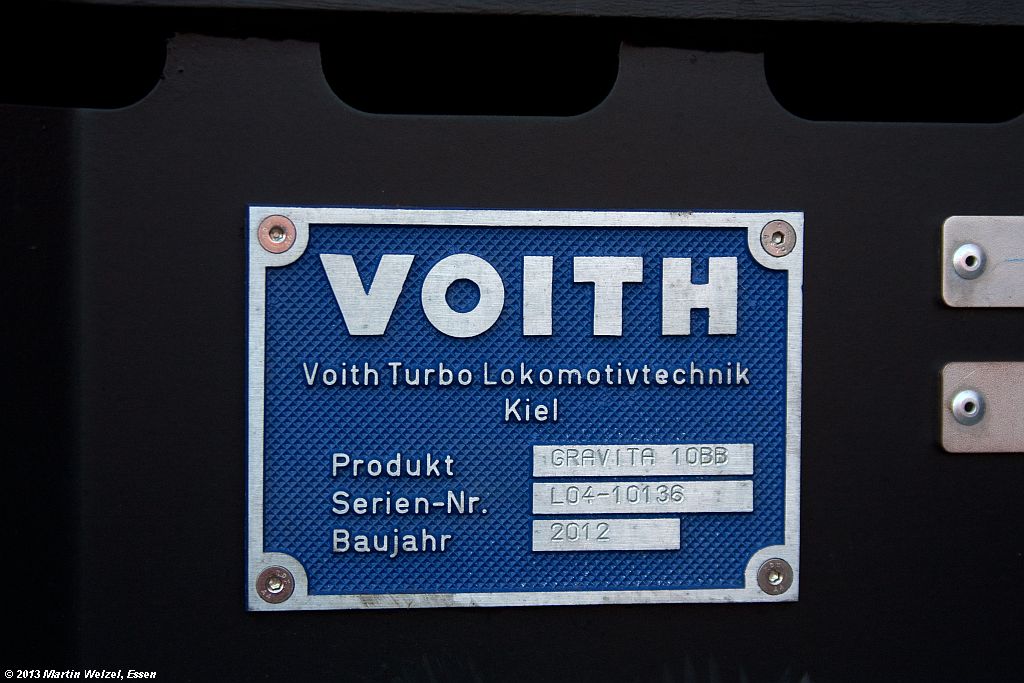 VOITH
Voith Turbo Lokomotivtechnik
Kiel
Produkt GRAVITA 10BB
Serien-Nr. L04-10136
Baujahr 2012
© 2013 Martin Welzel, Essen